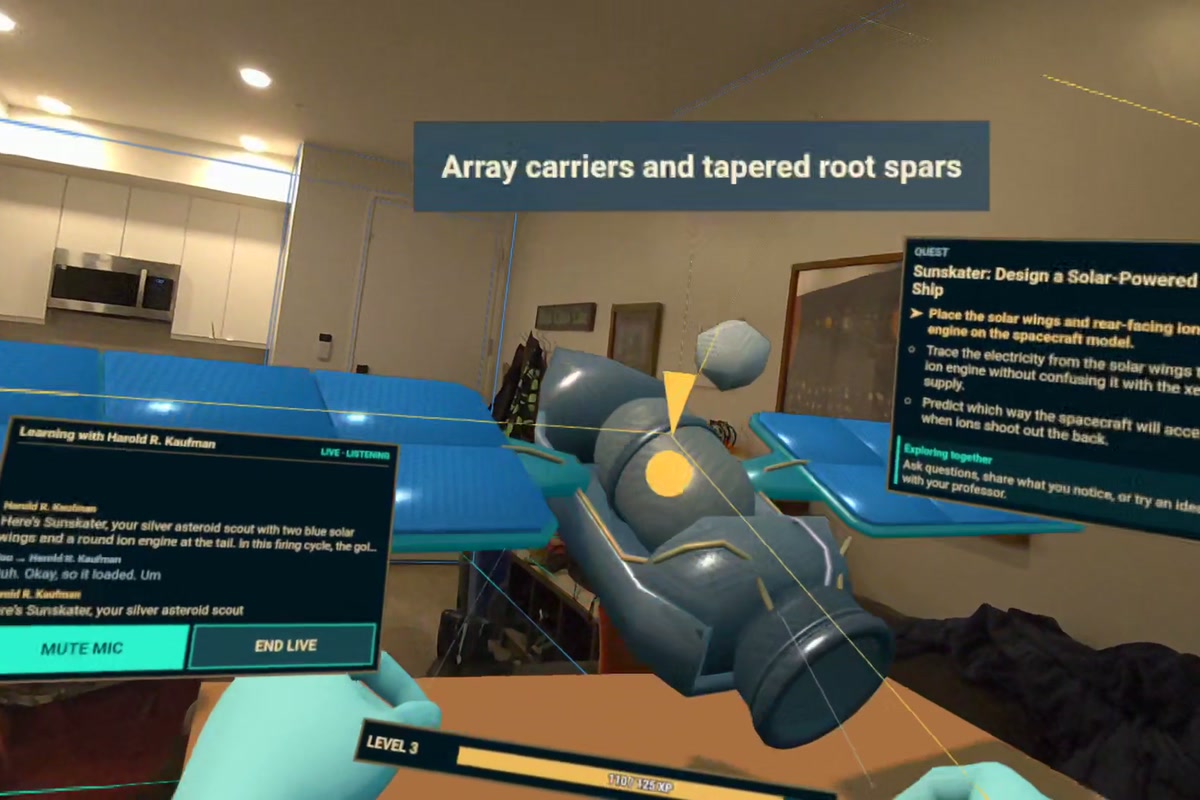 Array carriers and tapered root spars
QUEST
Sunskater: Design a Solar-Powered
Ship
Place the solar wings and rear-facing ion
engine on the spacecraft model.
Trace the electricity from the solar wings
ion engine without confusing it with the
supply.
Predict which way the spacecraft will
when ions shoot out the back.
Exploring together
Ask questions, share what you notice, or try an
with your professor.
Learning with Harold R. Kaufman
LIVE - LISTENING
Harold R. Kaufman
Here's Sunskater, your silver asteroid scout with two blue solar
wings and a round ion engine at the tail. In this firing cycle, the gol...
Harold R. Kaufman
Okay, so it loaded. Um
R. Kaufman
Sunskater, your silver asteroid scout
MUTE MIC
END LIVE
LEVEL 3
110 / 125 XP